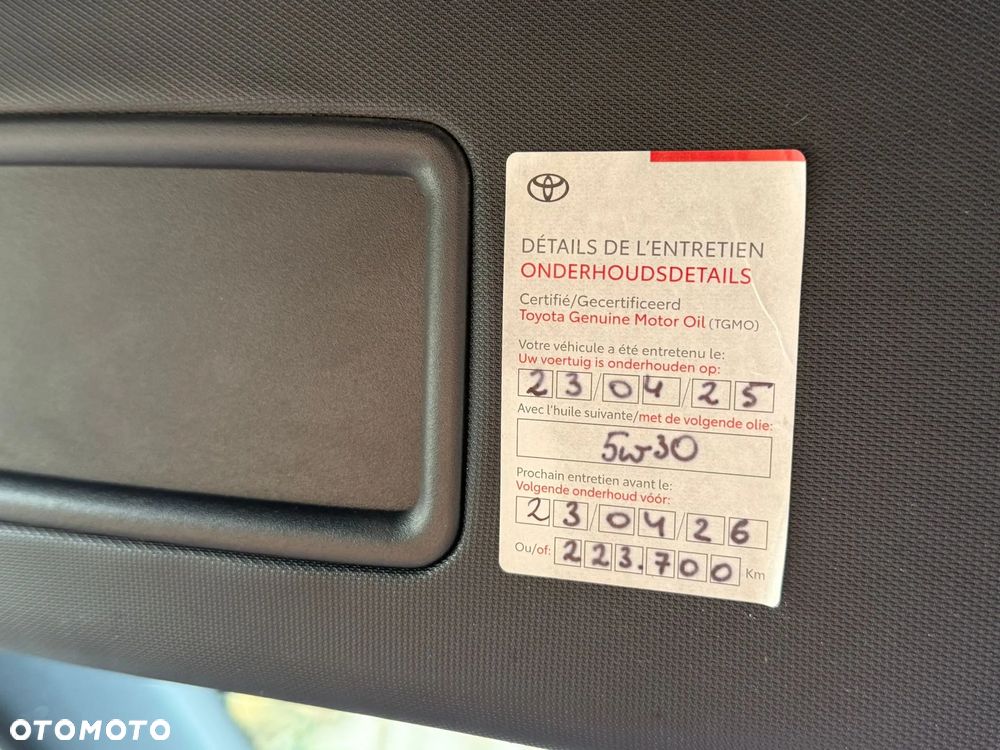 DÉTAILS DE L'ENTRETIEN
ONDERHOUDSDETAILS
Certifié/Gecertificeerd
Toyota Genuine Motor Oil (TGMO)
Votre véhicule a été entretenu le:
Uw voertuig is onderhouden op:
23/04/25
Avec l'huile suivante/met de volgende olie:
5w30
Prochain entretien avant le:
Volgende onderhoud vóór:
23/04/26
Ou/of: 223.700 Km
OTOMOTO